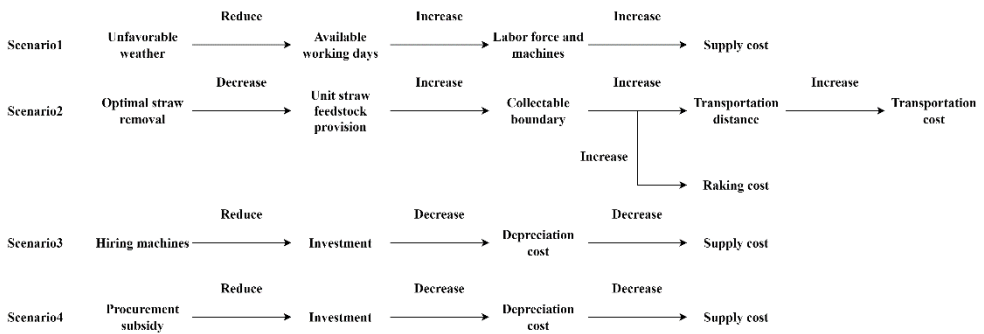 Reduce Increase Increase
Scenario1 Unfavorable weather Available working days Labor force and machines Supply cost
Decrease Increase Increase Increase
Scenario2 Optimal straw removal Unit straw feedstock provision Collectable boundary Transportation distance Transportation cost
Increase
Raking cost
Reduce Decrease Decrease
Scenario3 Hiring machines Investment Depreciation cost Supply cost
Reduce Decrease Decrease
Scenario4 Procurement subsidy Investment Depreciation cost Supply cost